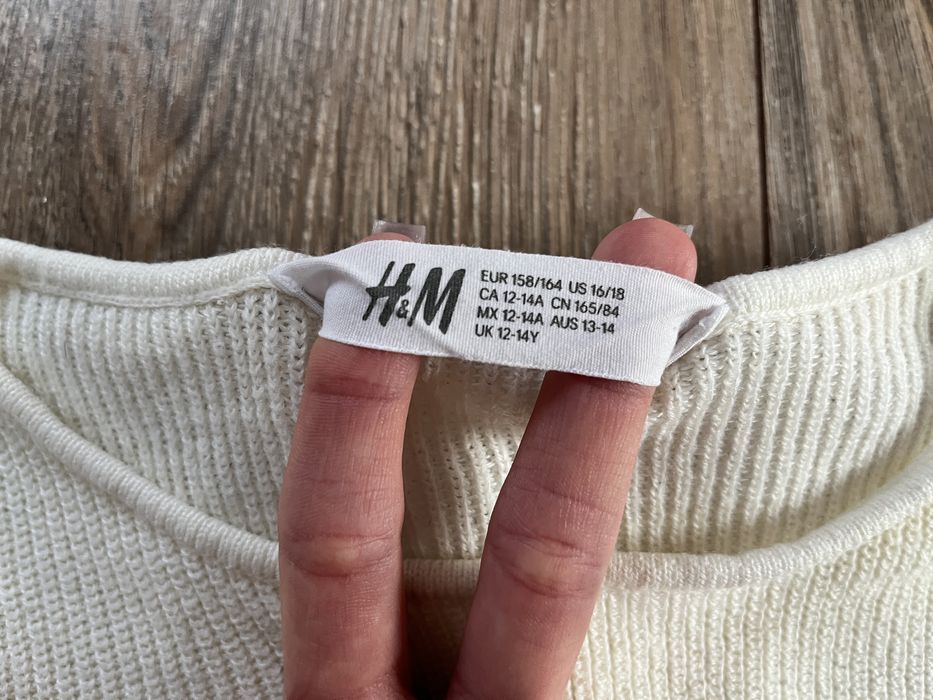 H&M
EUR 158/164 US 16/18
CA 12-14A CN 165/84
MX 12-14A AUS 13-14
UK 12-14Y